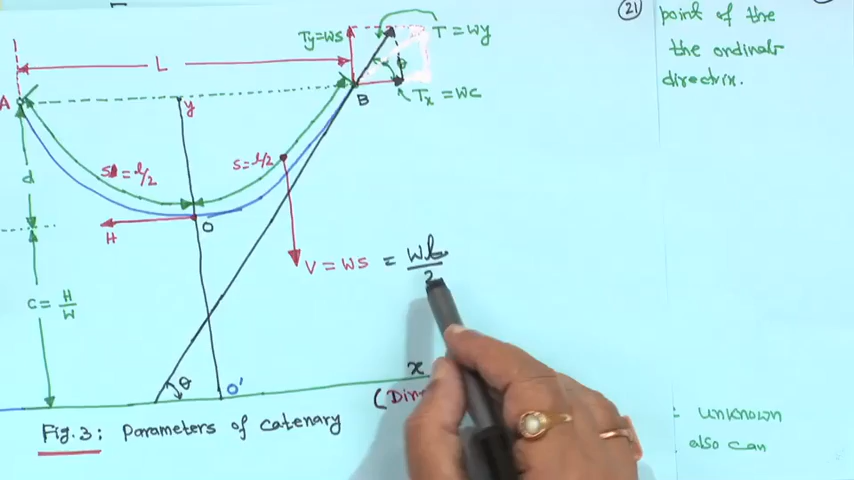 21
point of the
the ordinate
directrix.
Ty=WS
T = Wy
L
θ
A
y
B
Tx = WC
d
S = l/2
S = l/2
O
H
V = WS = Wl/2
C = H/W
θ
O'
x
(Dire
Fig.3: Parameters of catenary
= unknown
also can